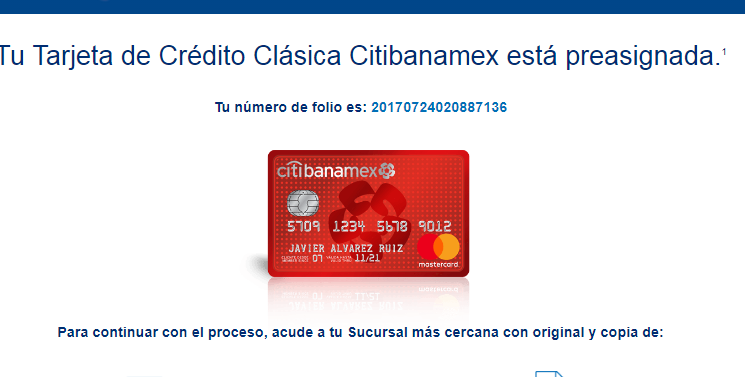 Tu Tarjeta de Crédito Clásica Citibanamex está preasignada.¹
Tu número de folio es: 20170724020887136
citibanamex
5709 1234 5678 9012
JAVIER ALVAREZ RUIZ
07 11/21
mastercard
Para continuar con el proceso, acude a tu Sucursal más cercana con original y copia de: